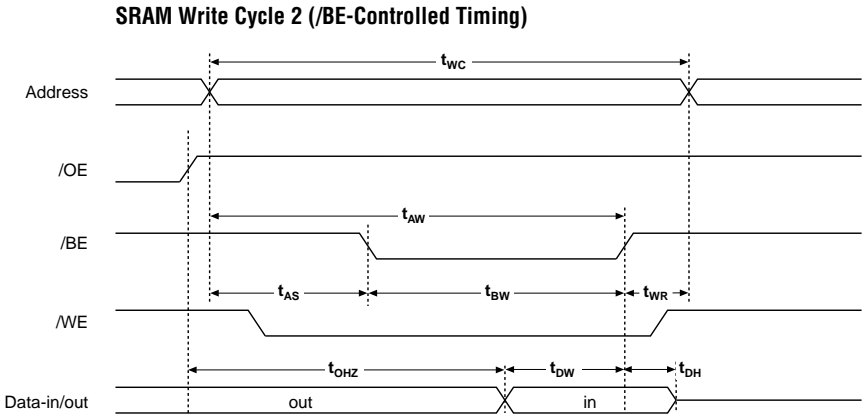 SRAM Write Cycle 2 (/BE-Controlled Timing)
tWC
Address
/OE
tAW
/BE
tAS tBW tWR
/WE
tOHZ tDW tDH
Data-in/out out in